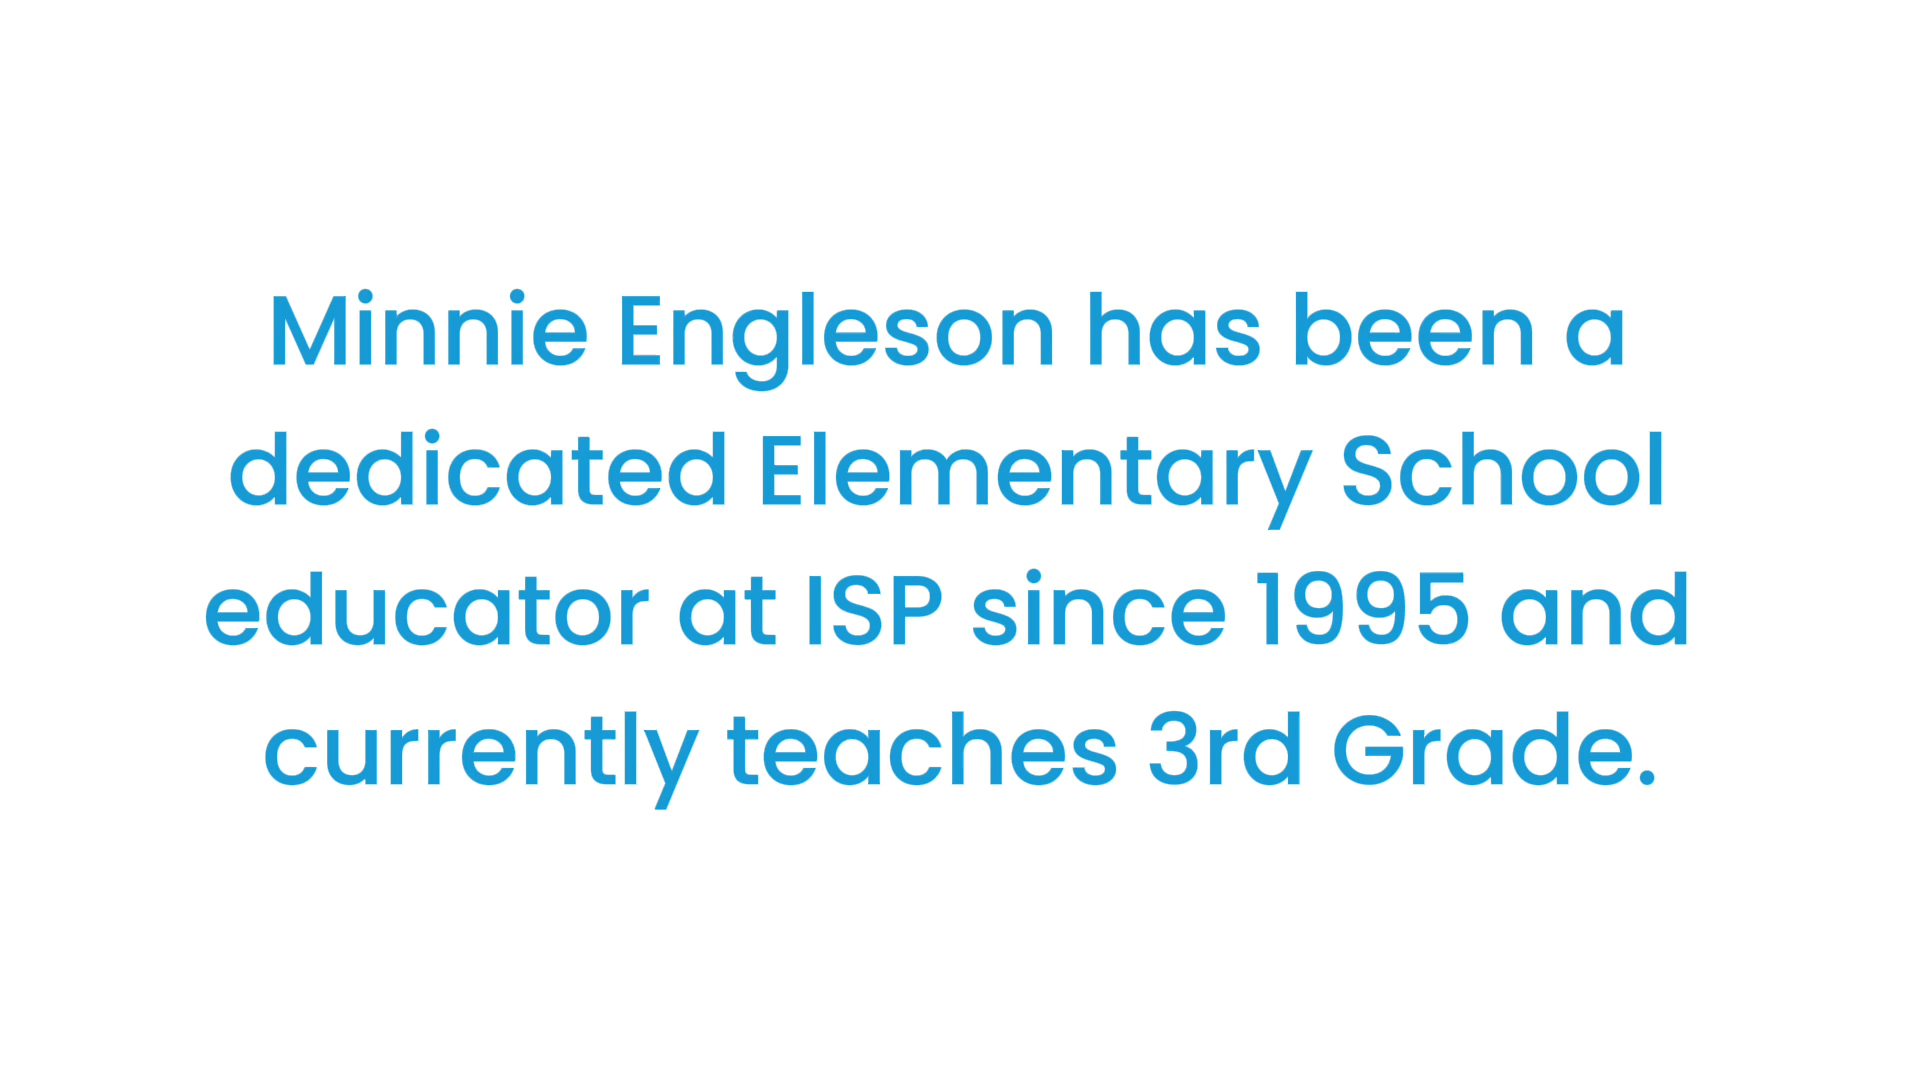 Minnie Engleson has been a
dedicated Elementary School
educator at ISP since 1995 and
currently teaches 3rd Grade.